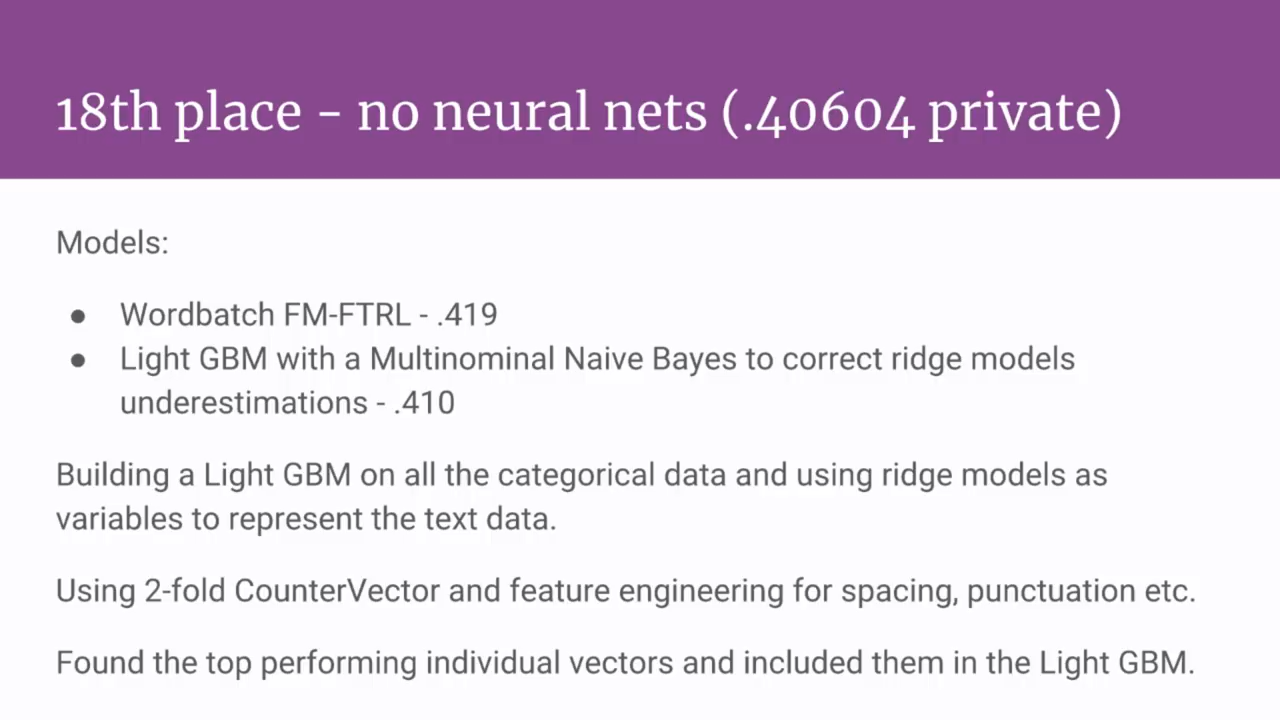 18th place - no neural nets (.40604 private)
Models:
● Wordbatch FM-FTRL - .419
● Light GBM with a Multinominal Naive Bayes to correct ridge models
underestimations - .410
Building a Light GBM on all the categorical data and using ridge models as
variables to represent the text data.
Using 2-fold CounterVector and feature engineering for spacing, punctuation etc.
Found the top performing individual vectors and included them in the Light GBM.